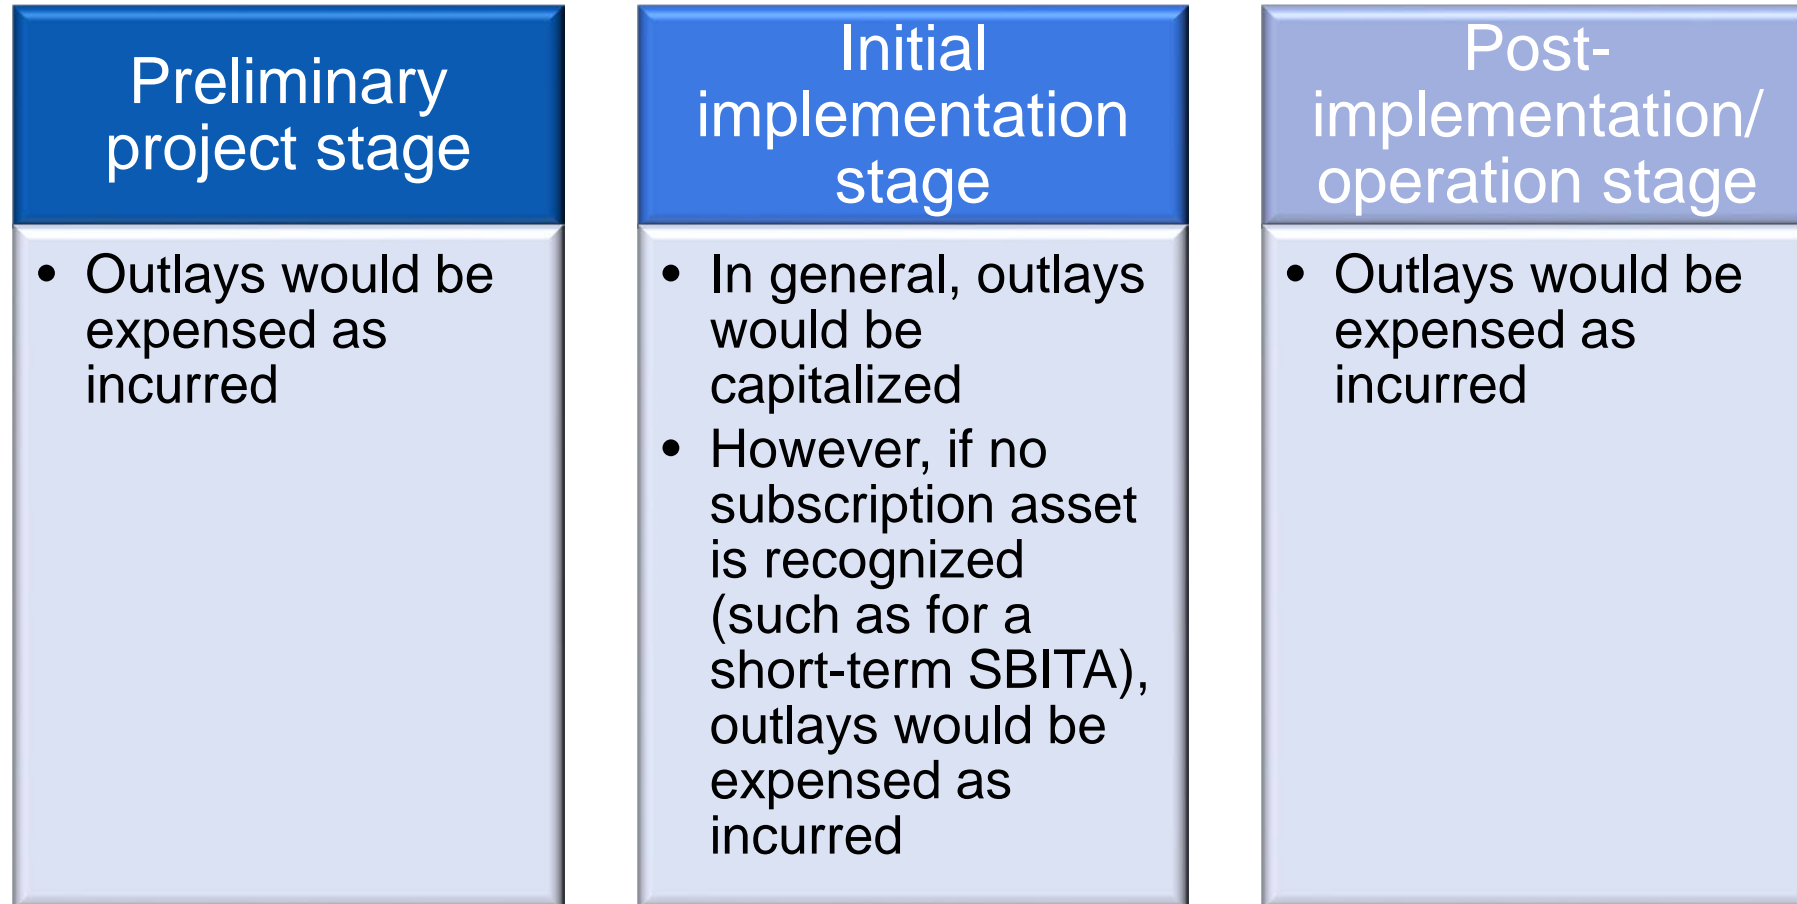 Preliminary
project stage
• Outlays would be
expensed as
incurred
Initial
implementation
stage
• In general, outlays
would be
capitalized
• However, if no
subscription asset
is recognized
(such as for a
short-term SBITA),
outlays would be
expensed as
incurred
Post-
implementation/
operation stage
• Outlays would be
expensed as
incurred